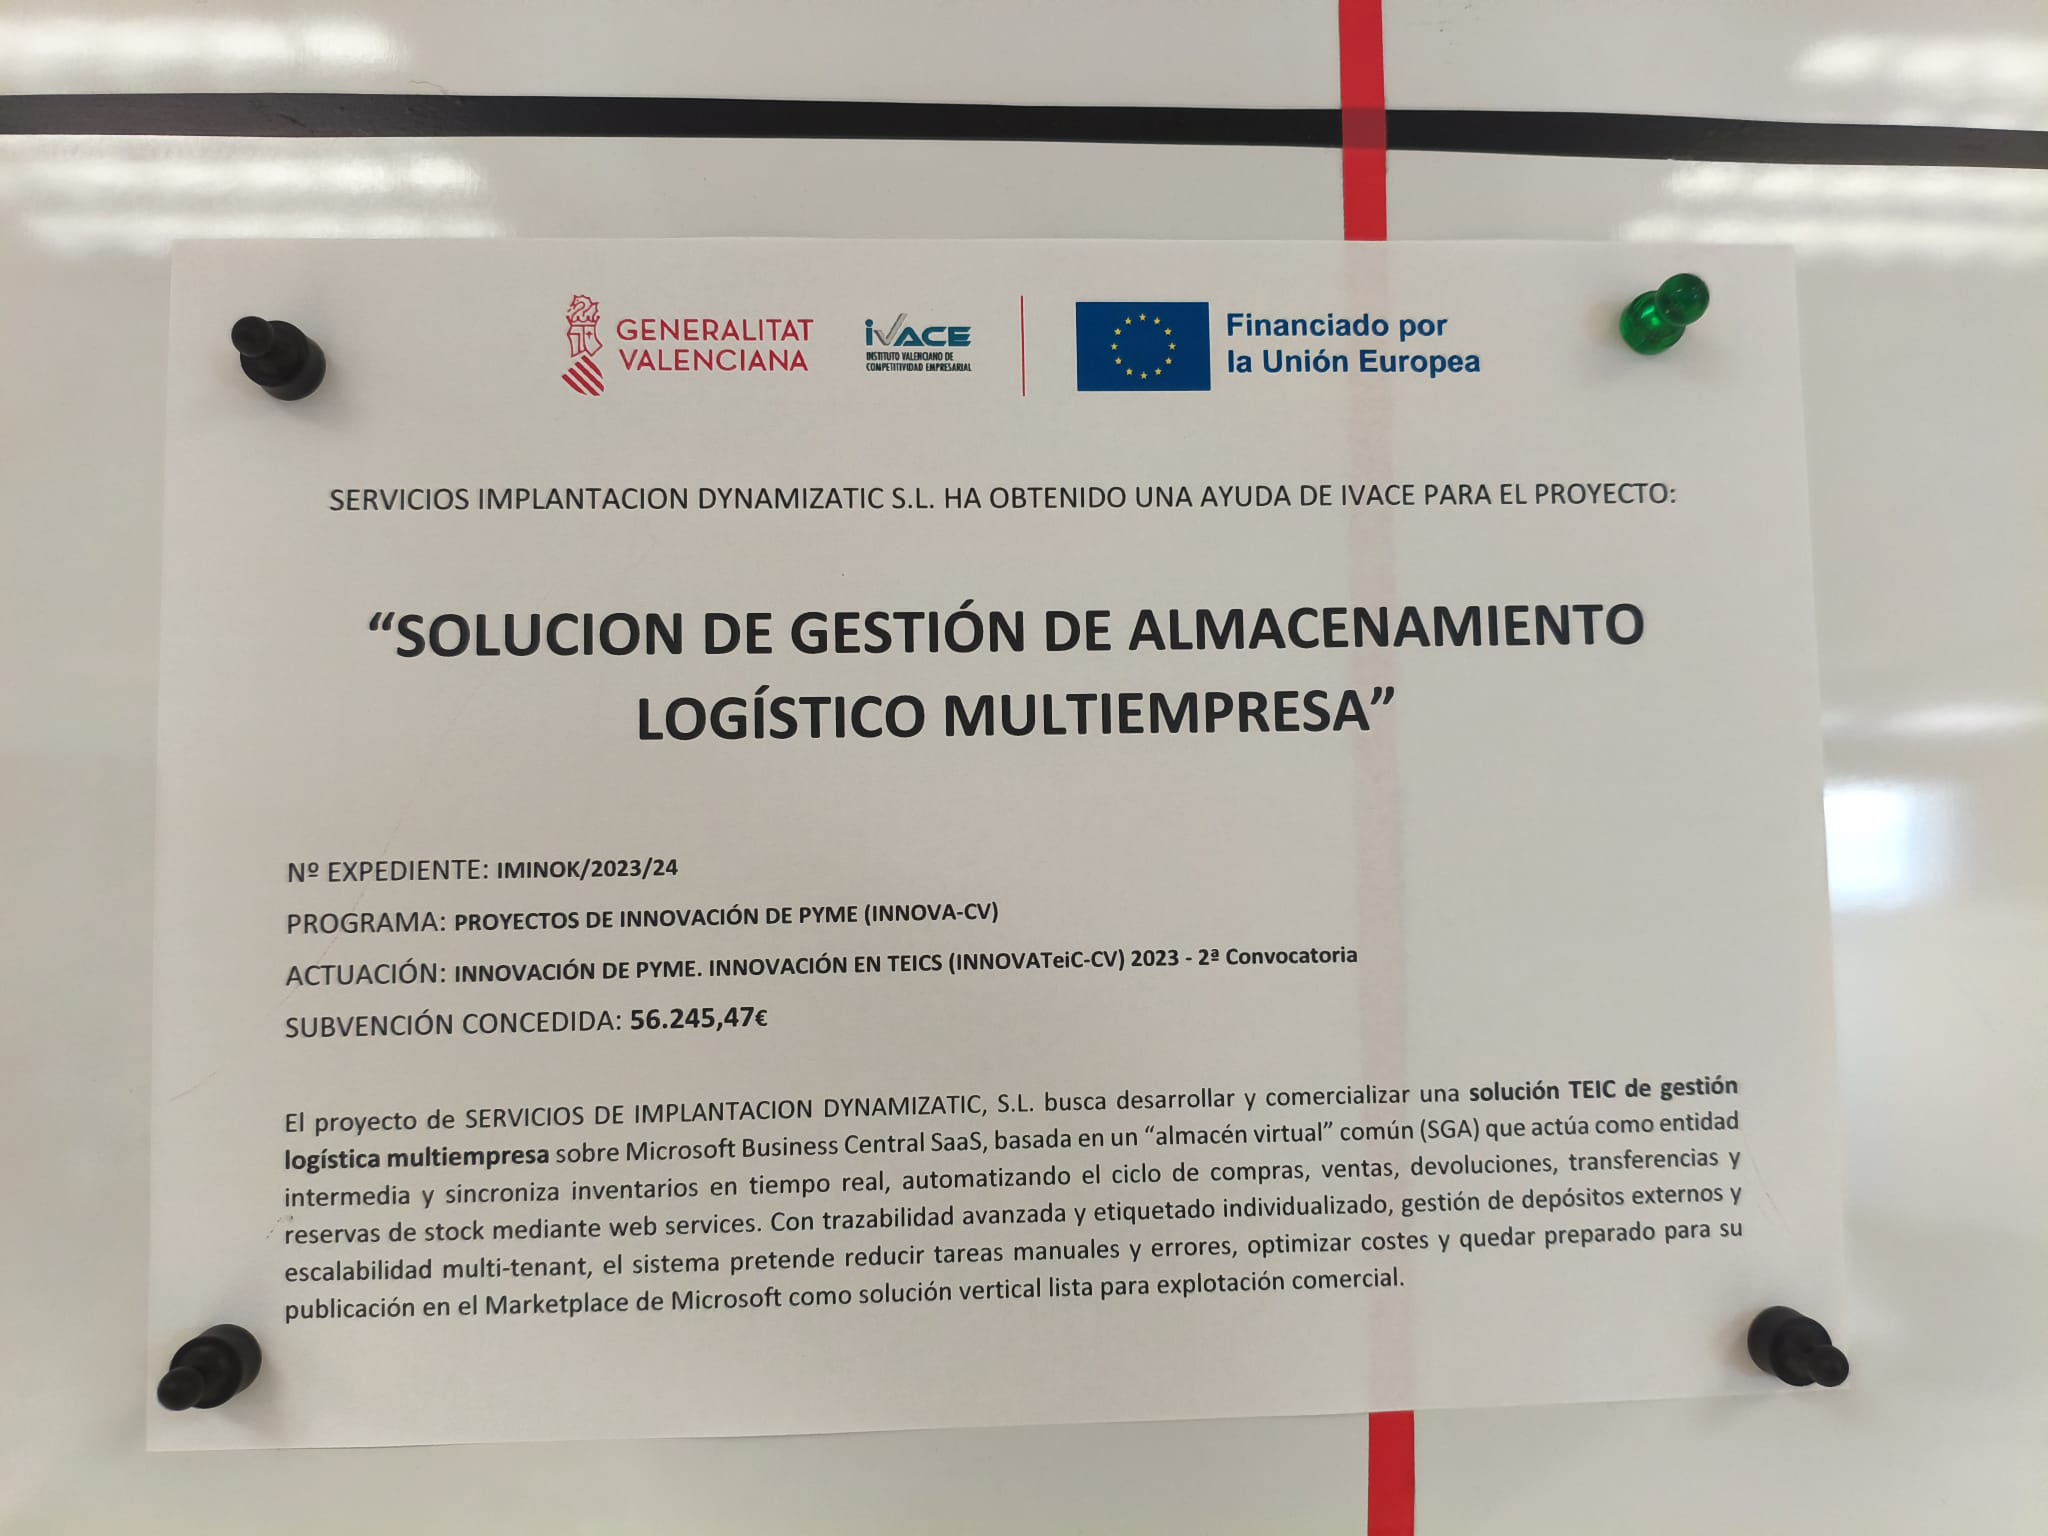 GENERALITAT
VALENCIANA
iVACE
INSTITUTO VALENCIANO DE
COMPETITIVIDAD EMPRESARIAL
Financiado por
la Unión Europea
SERVICIOS IMPLANTACION DYNAMIZATIC S.L. HA OBTENIDO UNA AYUDA DE IVACE PARA EL PROYECTO:
“SOLUCION DE GESTIÓN DE ALMACENAMIENTO
LOGÍSTICO MULTIEMPRESA”
Nº EXPEDIENTE: IMINOK/2023/24
PROGRAMA: PROYECTOS DE INNOVACIÓN DE PYME (INNOVA-CV)
ACTUACIÓN: INNOVACIÓN DE PYME. INNOVACIÓN EN TEICS (INNOVATeiC-CV) 2023 - 2ª Convocatoria
SUBVENCIÓN CONCEDIDA: 56.245,47€
El proyecto de SERVICIOS DE IMPLANTACION DYNAMIZATIC, S.L. busca desarrollar y comercializar una solución TEIC de gestión
logística multiempresa sobre Microsoft Business Central SaaS, basada en un “almacén virtual” común (SGA) que actúa como entidad
intermedia y sincroniza inventarios en tiempo real, automatizando el ciclo de compras, ventas, devoluciones, transferencias y
reservas de stock mediante web services. Con trazabilidad avanzada y etiquetado individualizado, gestión de depósitos externos y
escalabilidad multi-tenant, el sistema pretende reducir tareas manuales y errores, optimizar costes y quedar preparado para su
publicación en el Marketplace de Microsoft como solución vertical lista para explotación comercial.